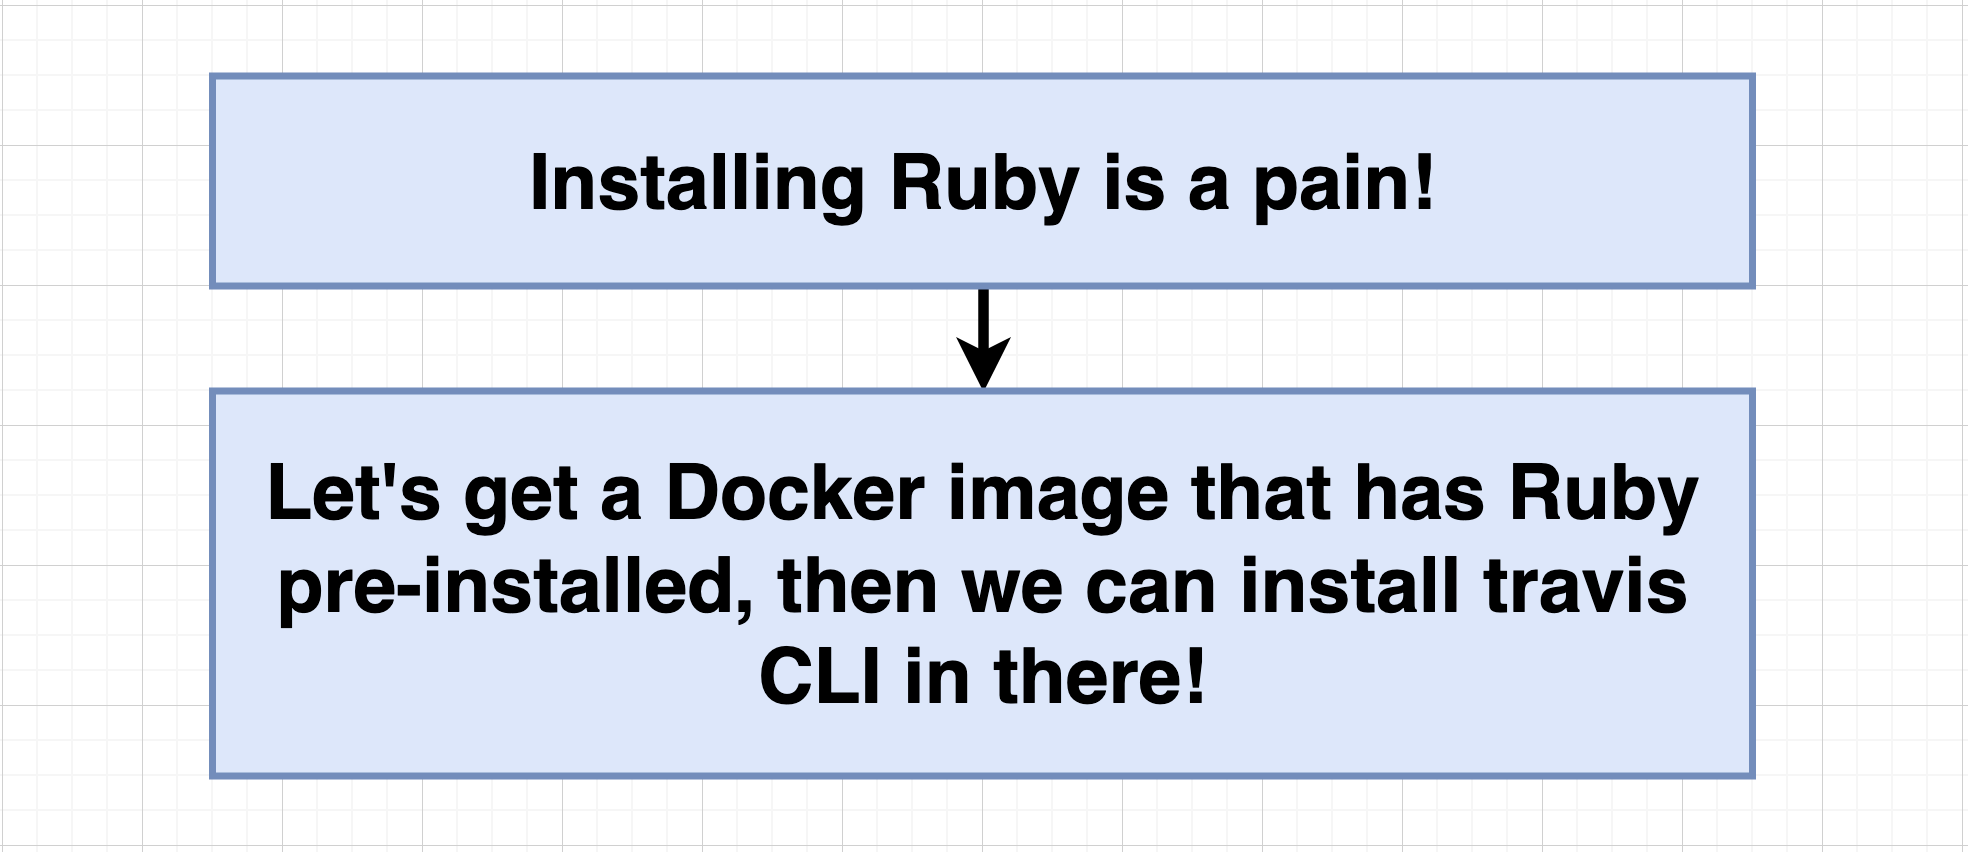 Installing Ruby is a pain!
Let's get a Docker image that has Ruby
pre-installed, then we can install travis
CLI in there!